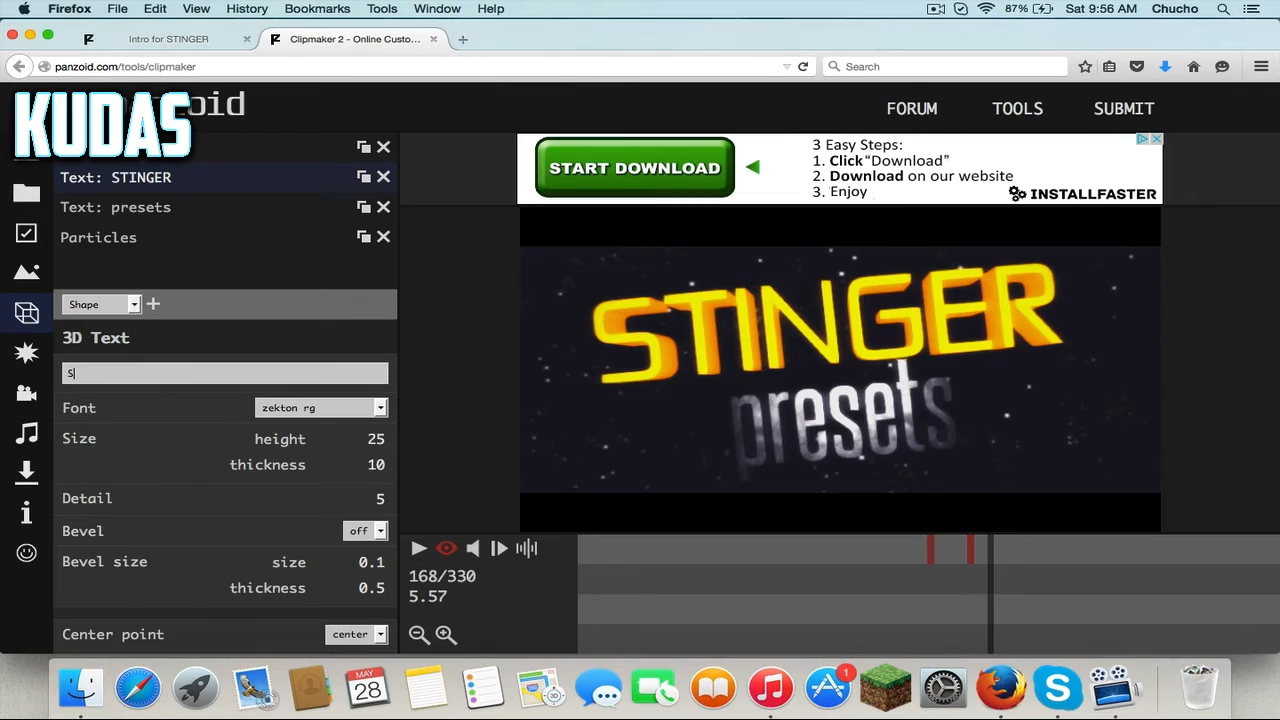 Firefox File Edit View History Bookmarks Tools Window Help 87% Sat 9:56 AM Chucho
Intro for STINGER
Clipmaker 2 - Online Custo...
panzoid.com/tools/clipmaker
Search
KUDAS
oid
FORUM TOOLS SUBMIT
Text: STINGER
Text: presets
Particles
Shape
3D Text
S
Font zekton rg
Size height 25
thickness 10
Detail 5
Bevel off
Bevel size size 0.1
thickness 0.5
Center point center
START DOWNLOAD
3 Easy Steps:
1. Click "Download"
2. Download on our website
3. Enjoy
INSTALLFASTER
STINGER
presets
168/330
5.57
MAY
28
1